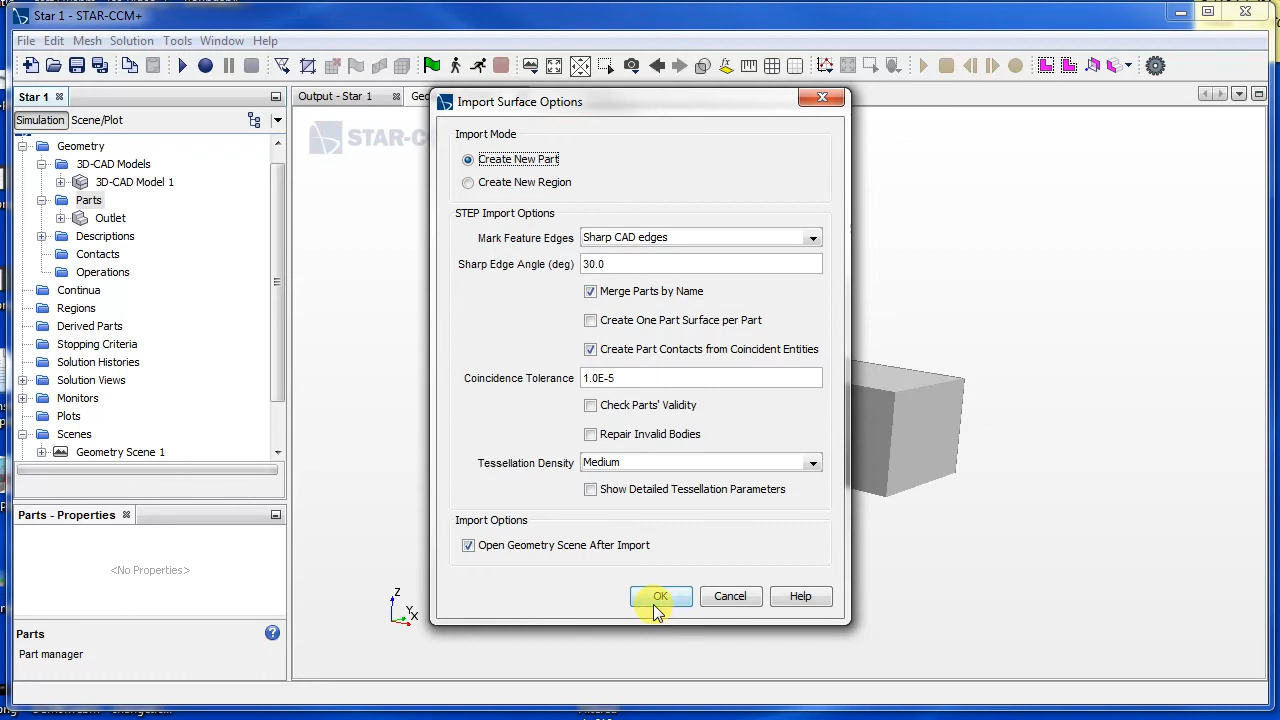 Star 1 - STAR-CCM+
File Edit Mesh Solution Tools Window Help
Star 1
Output - Star 1
Simulation Scene/Plot
STAR-C
Geometry
3D-CAD Models
3D-CAD Model 1
Parts
Outlet
Descriptions
Contacts
Operations
Continua
Regions
Derived Parts
Stopping Criteria
Solution Histories
Solution Views
Monitors
Plots
Scenes
Geometry Scene 1
Parts - Properties
<No Properties>
Parts
Part manager
Import Surface Options
Import Mode
Create New Part
Create New Region
STEP Import Options
Mark Feature Edges Sharp CAD edges
Sharp Edge Angle (deg) 30.0
Merge Parts by Name
Create One Part Surface per Part
Create Part Contacts from Coincident Entities
Coincidence Tolerance 1.0E-5
Check Parts' Validity
Repair Invalid Bodies
Tessellation Density Medium
Show Detailed Tessellation Parameters
Import Options
Open Geometry Scene After Import
OK Cancel Help
Z
Y
X